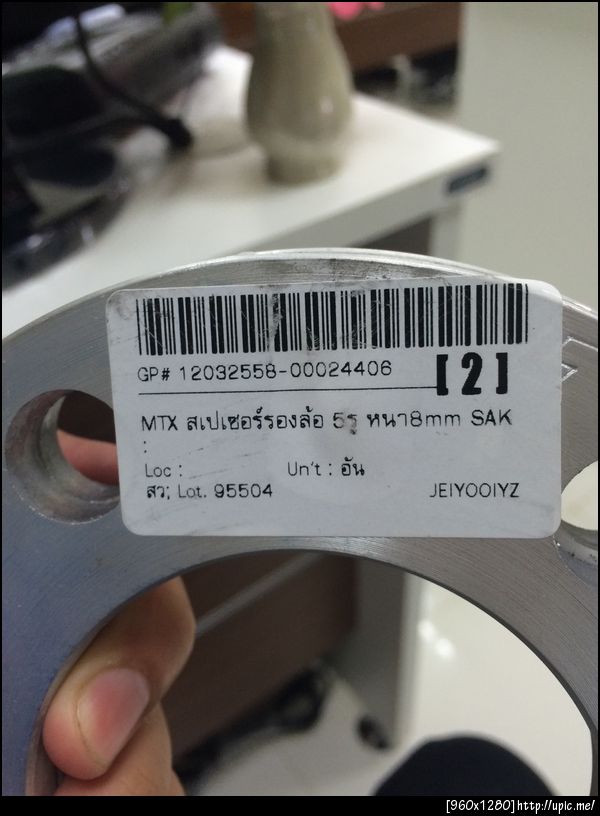 GP# 12032558-00024406
[2]
MTX สเปเซอร์รองล้อ 5รู หนา8mm SAK
:
Loc :
Un't : อัน
สว; Lot. 95504
JEIYOOIYZ
[960x1280]http://upic.me/